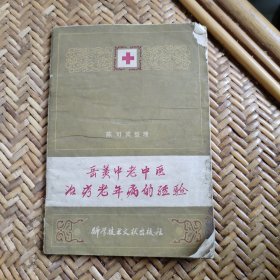 陈可冀整理
岳美中老中医
治疗老年病的经验
科学技术文献出版社